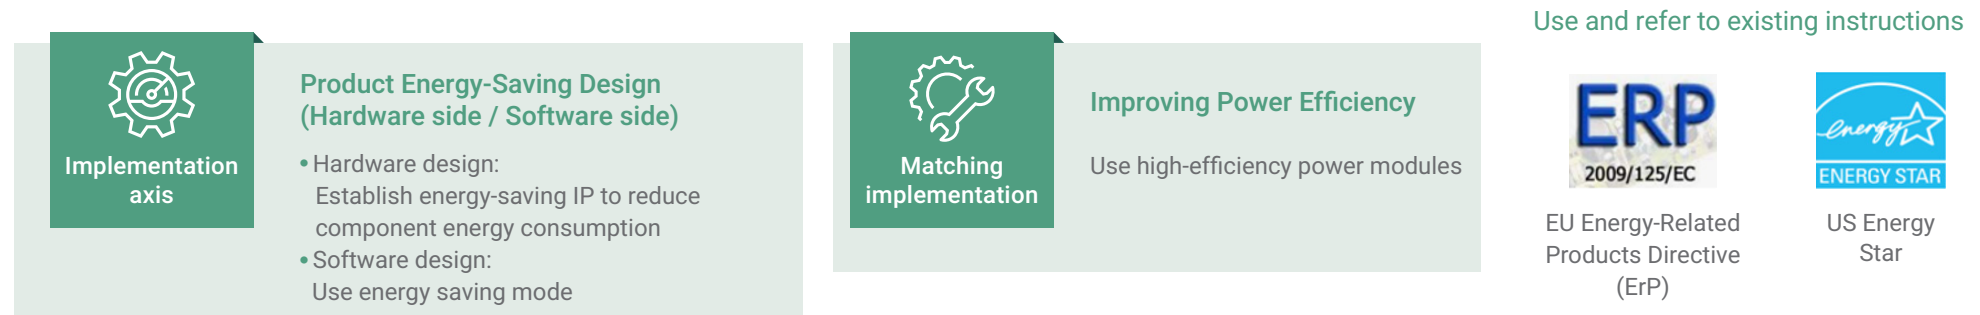 Implementation
axis
Product Energy-Saving Design
(Hardware side / Software side)
• Hardware design:
Establish energy-saving IP to reduce
component energy consumption
• Software design:
Use energy saving mode
Matching
implementation
Improving Power Efficiency
Use high-efficiency power modules
Use and refer to existing instructions
ERP
2009/125/EC
EU Energy-Related
Products Directive
(ErP)
energy
ENERGY STAR
US Energy
Star